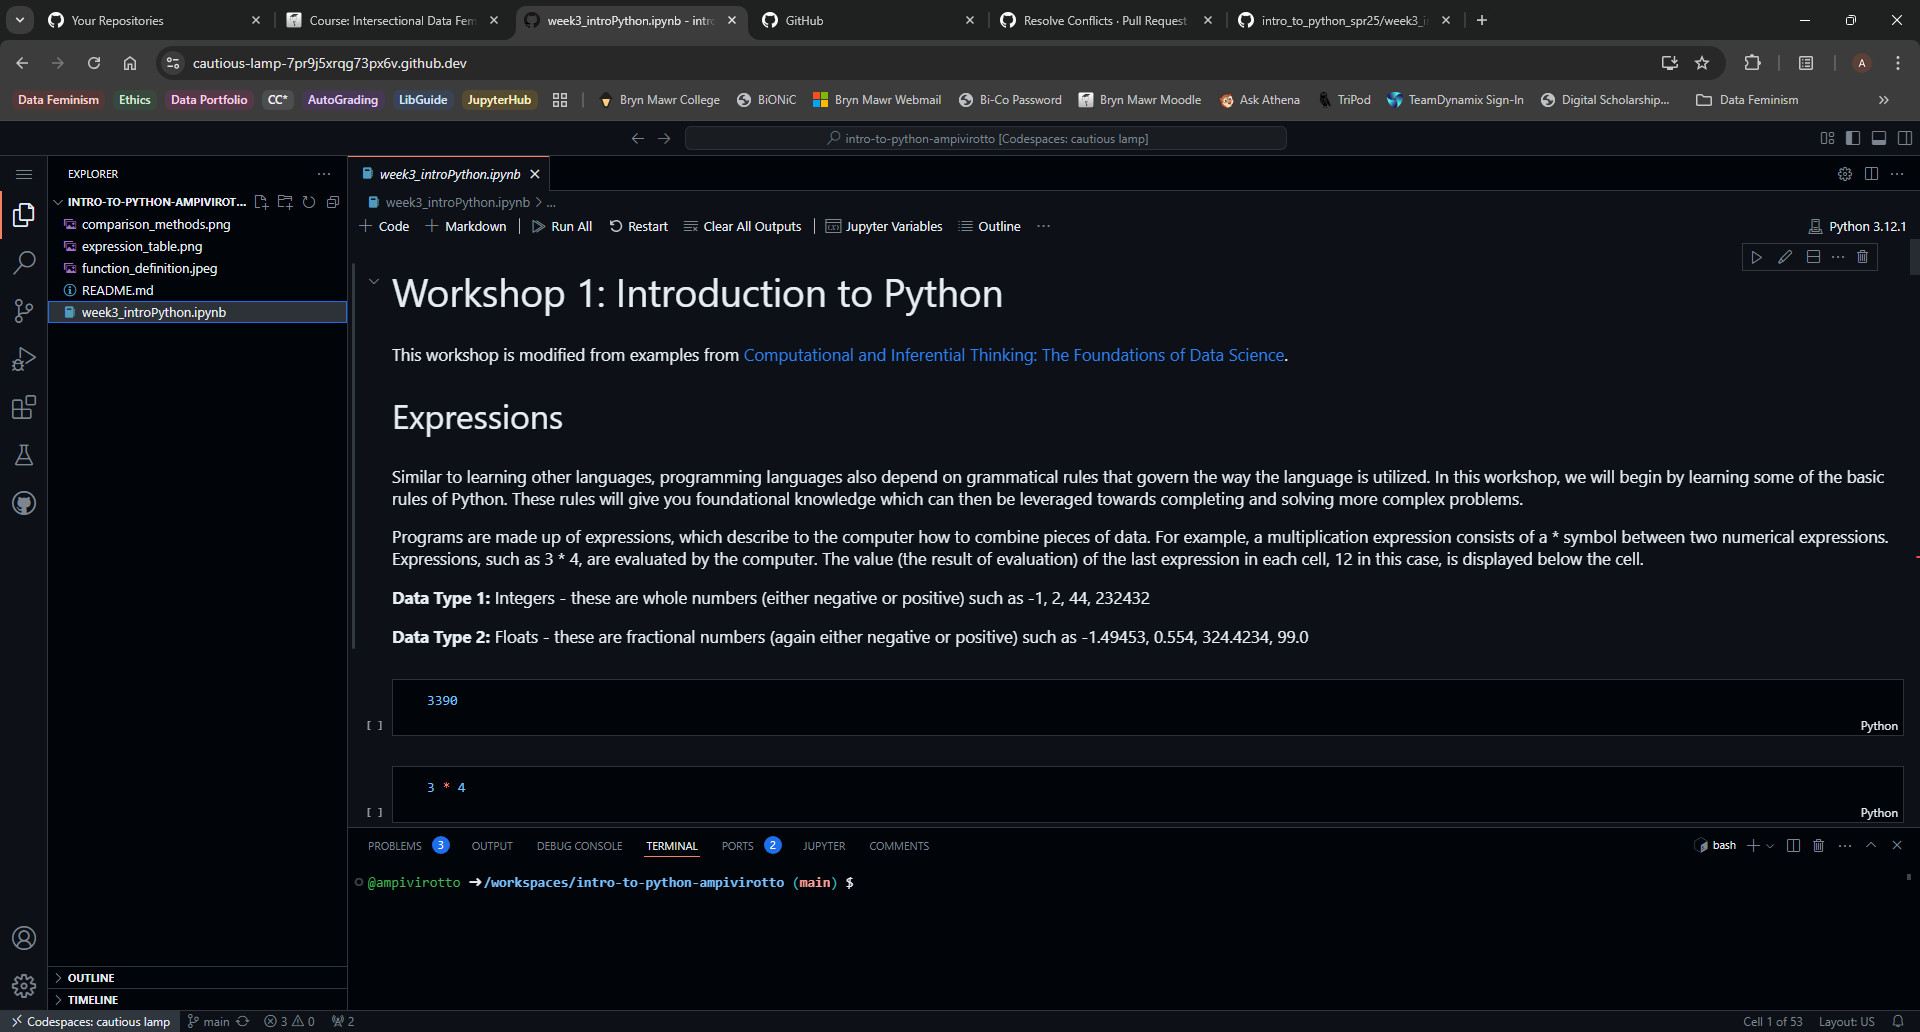 Your Repositories
Course: Intersectional Data Fem
week3_introPython.ipynb - intro
GitHub
Resolve Conflicts · Pull Request
intro_to_python_spr25/week3_i
cautious-lamp-7pr9j5xrqg73px6v.github.dev
A
Data Feminism Ethics Data Portfolio CC* AutoGrading LibGuide JupyterHub Bryn Mawr College BiONiC Bryn Mawr Webmail Bi-Co Password Bryn Mawr Moodle Ask Athena TriPod TeamDynamix Sign-In Digital Scholarship... Data Feminism
intro-to-python-ampivirotto [Codespaces: cautious lamp]
EXPLORER
INTRO-TO-PYTHON-AMPIVIROT...
comparison_methods.png
expression_table.png
function_definition.jpeg
README.md
week3_introPython.ipynb
OUTLINE
TIMELINE
week3_introPython.ipynb
week3_introPython.ipynb > ...
Code Markdown Run All Restart Clear All Outputs Jupyter Variables Outline ... Python 3.12.1
Workshop 1: Introduction to Python
This workshop is modified from examples from Computational and Inferential Thinking: The Foundations of Data Science.
Expressions
Similar to learning other languages, programming languages also depend on grammatical rules that govern the way the language is utilized. In this workshop, we will begin by learning some of the basic
rules of Python. These rules will give you foundational knowledge which can then be leveraged towards completing and solving more complex problems.
Programs are made up of expressions, which describe to the computer how to combine pieces of data. For example, a multiplication expression consists of a * symbol between two numerical expressions.
Expressions, such as 3 * 4, are evaluated by the computer. The value (the result of evaluation) of the last expression in each cell, 12 in this case, is displayed below the cell.
Data Type 1: Integers - these are whole numbers (either negative or positive) such as -1, 2, 44, 232432
Data Type 2: Floats - these are fractional numbers (again either negative or positive) such as -1.49453, 0.554, 324.4234, 99.0
3390
[ ]
Python
3 * 4
[ ]
Python
PROBLEMS 3 OUTPUT DEBUG CONSOLE TERMINAL PORTS 2 JUPYTER COMMENTS bash
@ampivirotto ➜/workspaces/intro-to-python-ampivirotto (main) $
Codespaces: cautious lamp main 3 0 2 Cell 1 of 53 Layout: US